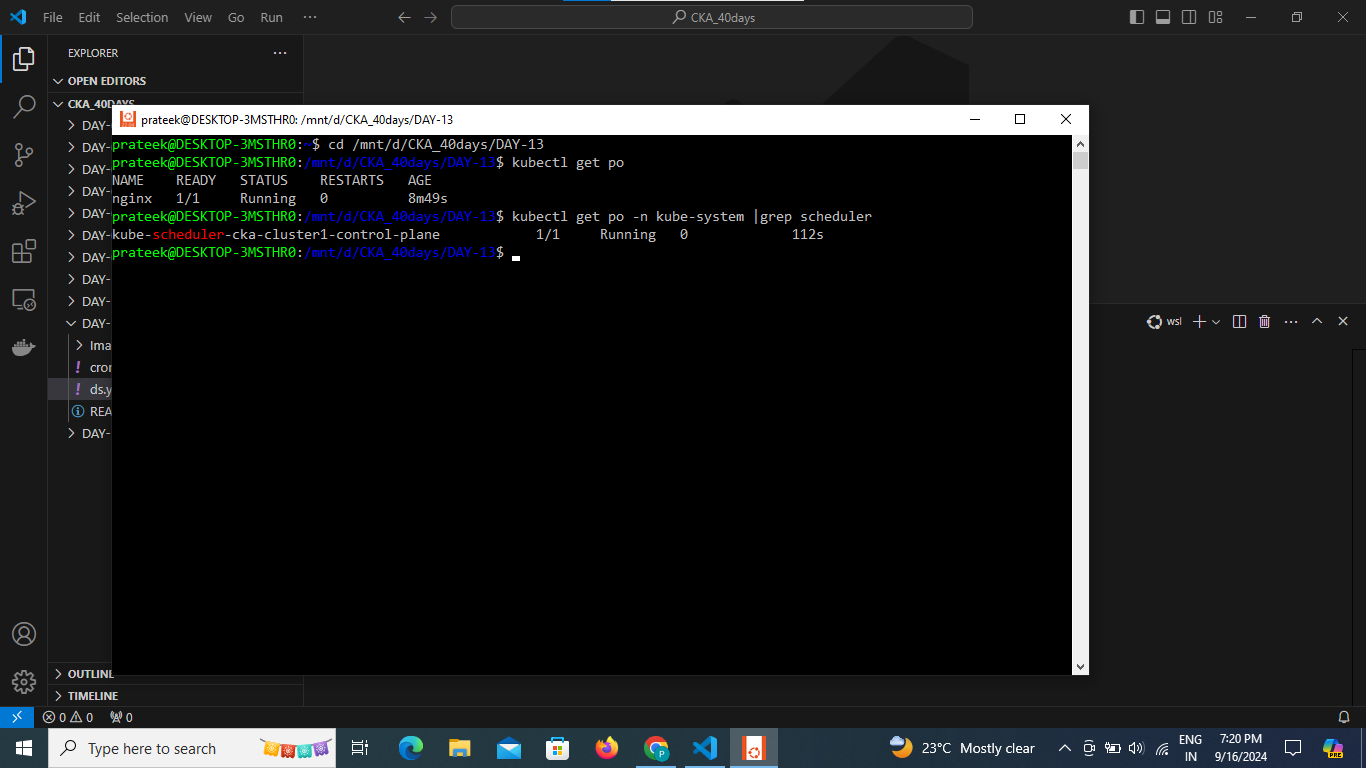 File Edit Selection View Go Run ··· CKA_40days
EXPLORER ···
OPEN EDITORS
CKA_40DAYS
DAY-
DAY-
DAY-
DAY-
DAY-
DAY-
DAY-
DAY-
DAY-
DAY-
Ima
! cron
! ds.y
REA
DAY-
OUTLINE
TIMELINE
prateek@DESKTOP-3MSTHR0: /mnt/d/CKA_40days/DAY-13
prateek@DESKTOP-3MSTHR0:~$ cd /mnt/d/CKA_40days/DAY-13
prateek@DESKTOP-3MSTHR0:/mnt/d/CKA_40days/DAY-13$ kubectl get po
NAME READY STATUS RESTARTS AGE
nginx 1/1 Running 0 8m49s
prateek@DESKTOP-3MSTHR0:/mnt/d/CKA_40days/DAY-13$ kubectl get po -n kube-system |grep scheduler
kube-scheduler-cka-cluster1-control-plane 1/1 Running 0 112s
prateek@DESKTOP-3MSTHR0:/mnt/d/CKA_40days/DAY-13$
wsl ···
0 0 0
Type here to search
23°C Mostly clear
ENG
IN
7:20 PM
9/16/2024
PRE